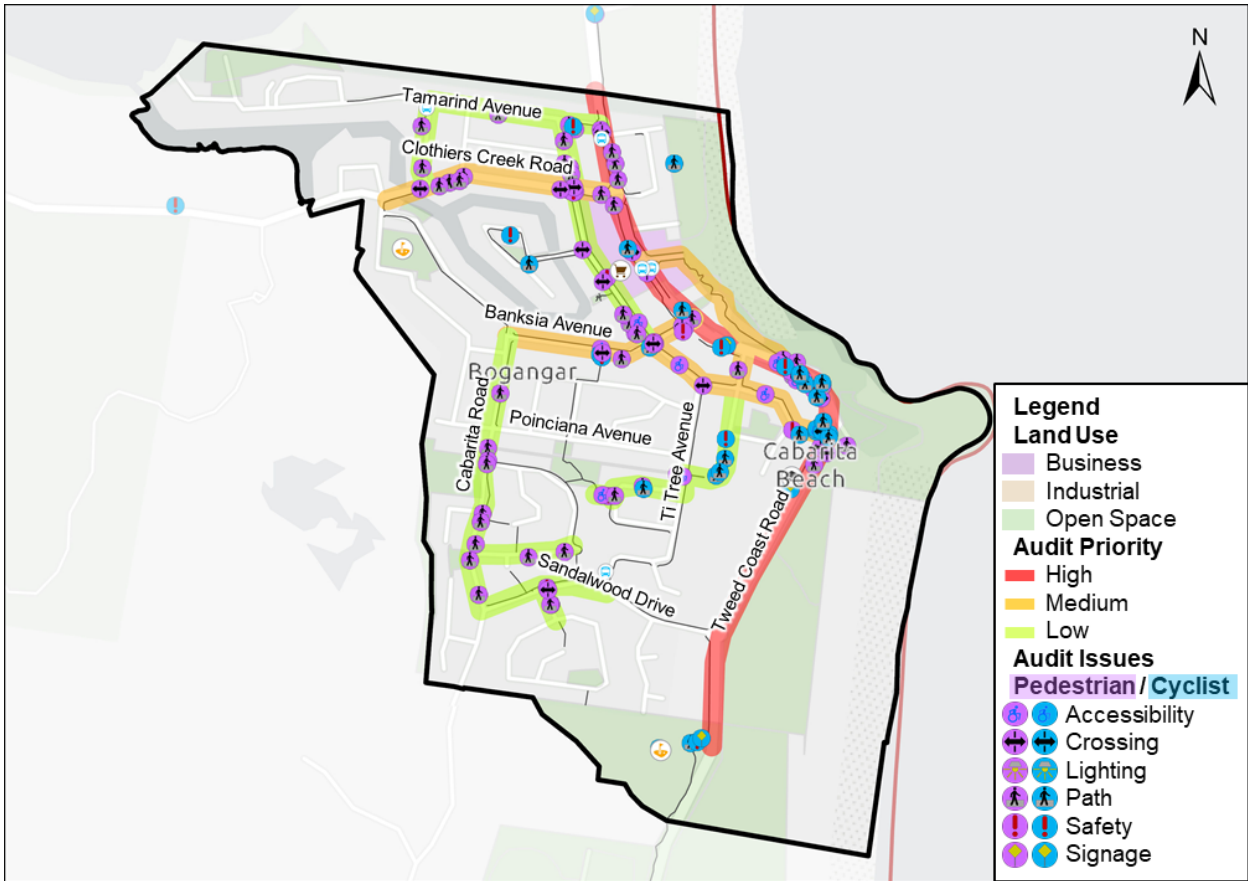 N
Tamarind Avenue
Clothiers Creek Road
Banksia Avenue
Bogangar
Cabarita Road
Poinciana Avenue
Ti Tree Avenue
Cabarita
Beach
Sandalwood Drive
Tweed Coast Road
Legend
Land Use
Business
Industrial
Open Space
Audit Priority
High
Medium
Low
Audit Issues
Pedestrian / Cyclist
Accessibility
Crossing
Lighting
Path
Safety
Signage